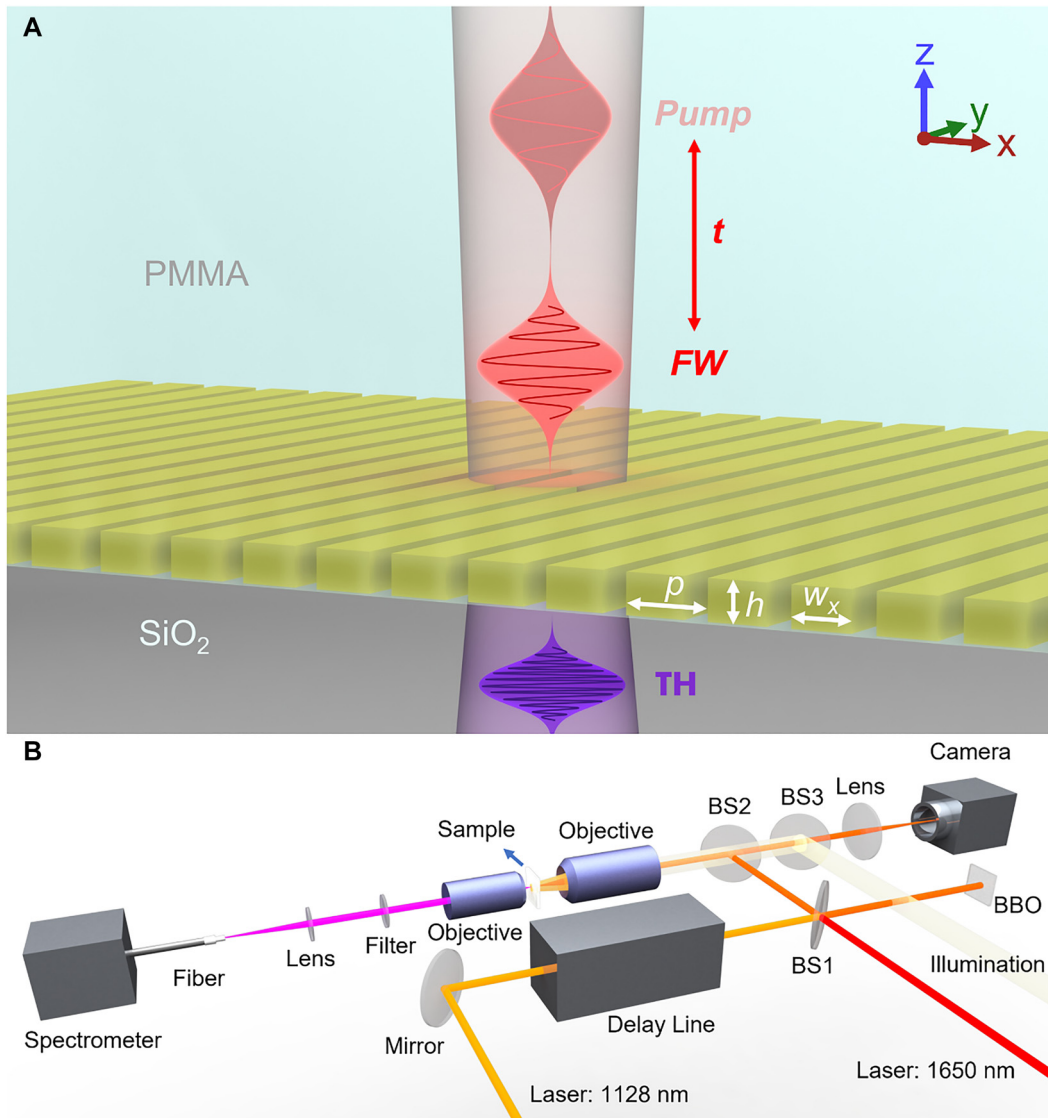 A
z
y
x
Pump
t
PMMA
FW
p
h
wₓ
SiO₂
TH
B
Camera
Lens
BS3
BS2
Objective
Sample
BBO
Objective
Filter
Lens
BS1
Illumination
Fiber
Delay Line
Spectrometer
Mirror
Laser: 1650 nm
Laser: 1128 nm